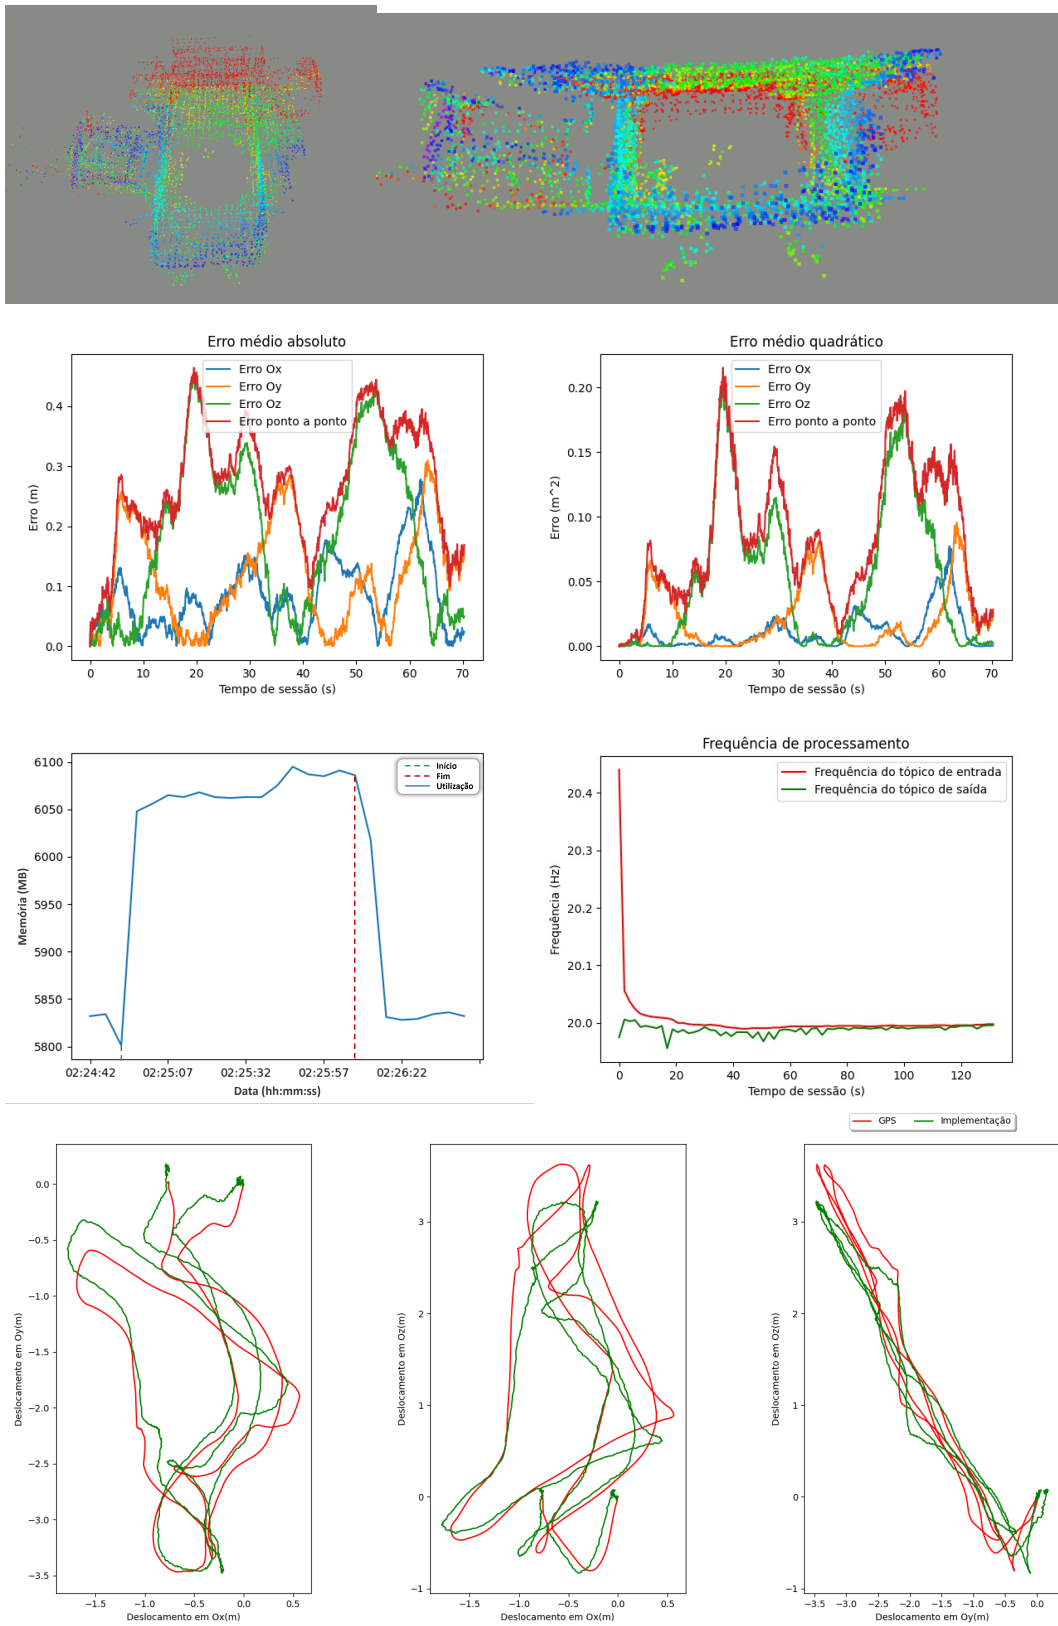 Erro médio absoluto
Erro Ox
Erro Oy
Erro Oz
Erro ponto a ponto
Erro (m)
0.4
0.3
0.2
0.1
0.0
0 10 20 30 40 50 60 70
Tempo de sessão (s)
Erro médio quadrático
Erro Ox
Erro Oy
Erro Oz
Erro ponto a ponto
Erro (m^2)
0.20
0.15
0.10
0.05
0.00
0 10 20 30 40 50 60 70
Tempo de sessão (s)
Início
Fim
Utilização
Memória (MB)
6100
6050
6000
5950
5900
5850
5800
02:24:42 02:25:07 02:25:32 02:25:57 02:26:22
Data (hh:mm:ss)
Frequência de processamento
Frequência do tópico de entrada
Frequência do tópico de saída
Frequência (Hz)
20.4
20.3
20.2
20.1
20.0
0 20 40 60 80 100 120
Tempo de sessão (s)
GPS Implementação
Deslocamento em Oy(m)
0.0
−0.5
−1.0
−1.5
−2.0
−2.5
−3.0
−3.5
−1.5 −1.0 −0.5 0.0 0.5
Deslocamento em Ox(m)
Deslocamento em Oz(m)
3
2
1
0
−1
−1.5 −1.0 −0.5 0.0 0.5
Deslocamento em Ox(m)
Deslocamento em Oz(m)
3
2
1
0
−1
−3.5 −3.0 −2.5 −2.0 −1.5 −1.0 −0.5 0.0
Deslocamento em Oy(m)